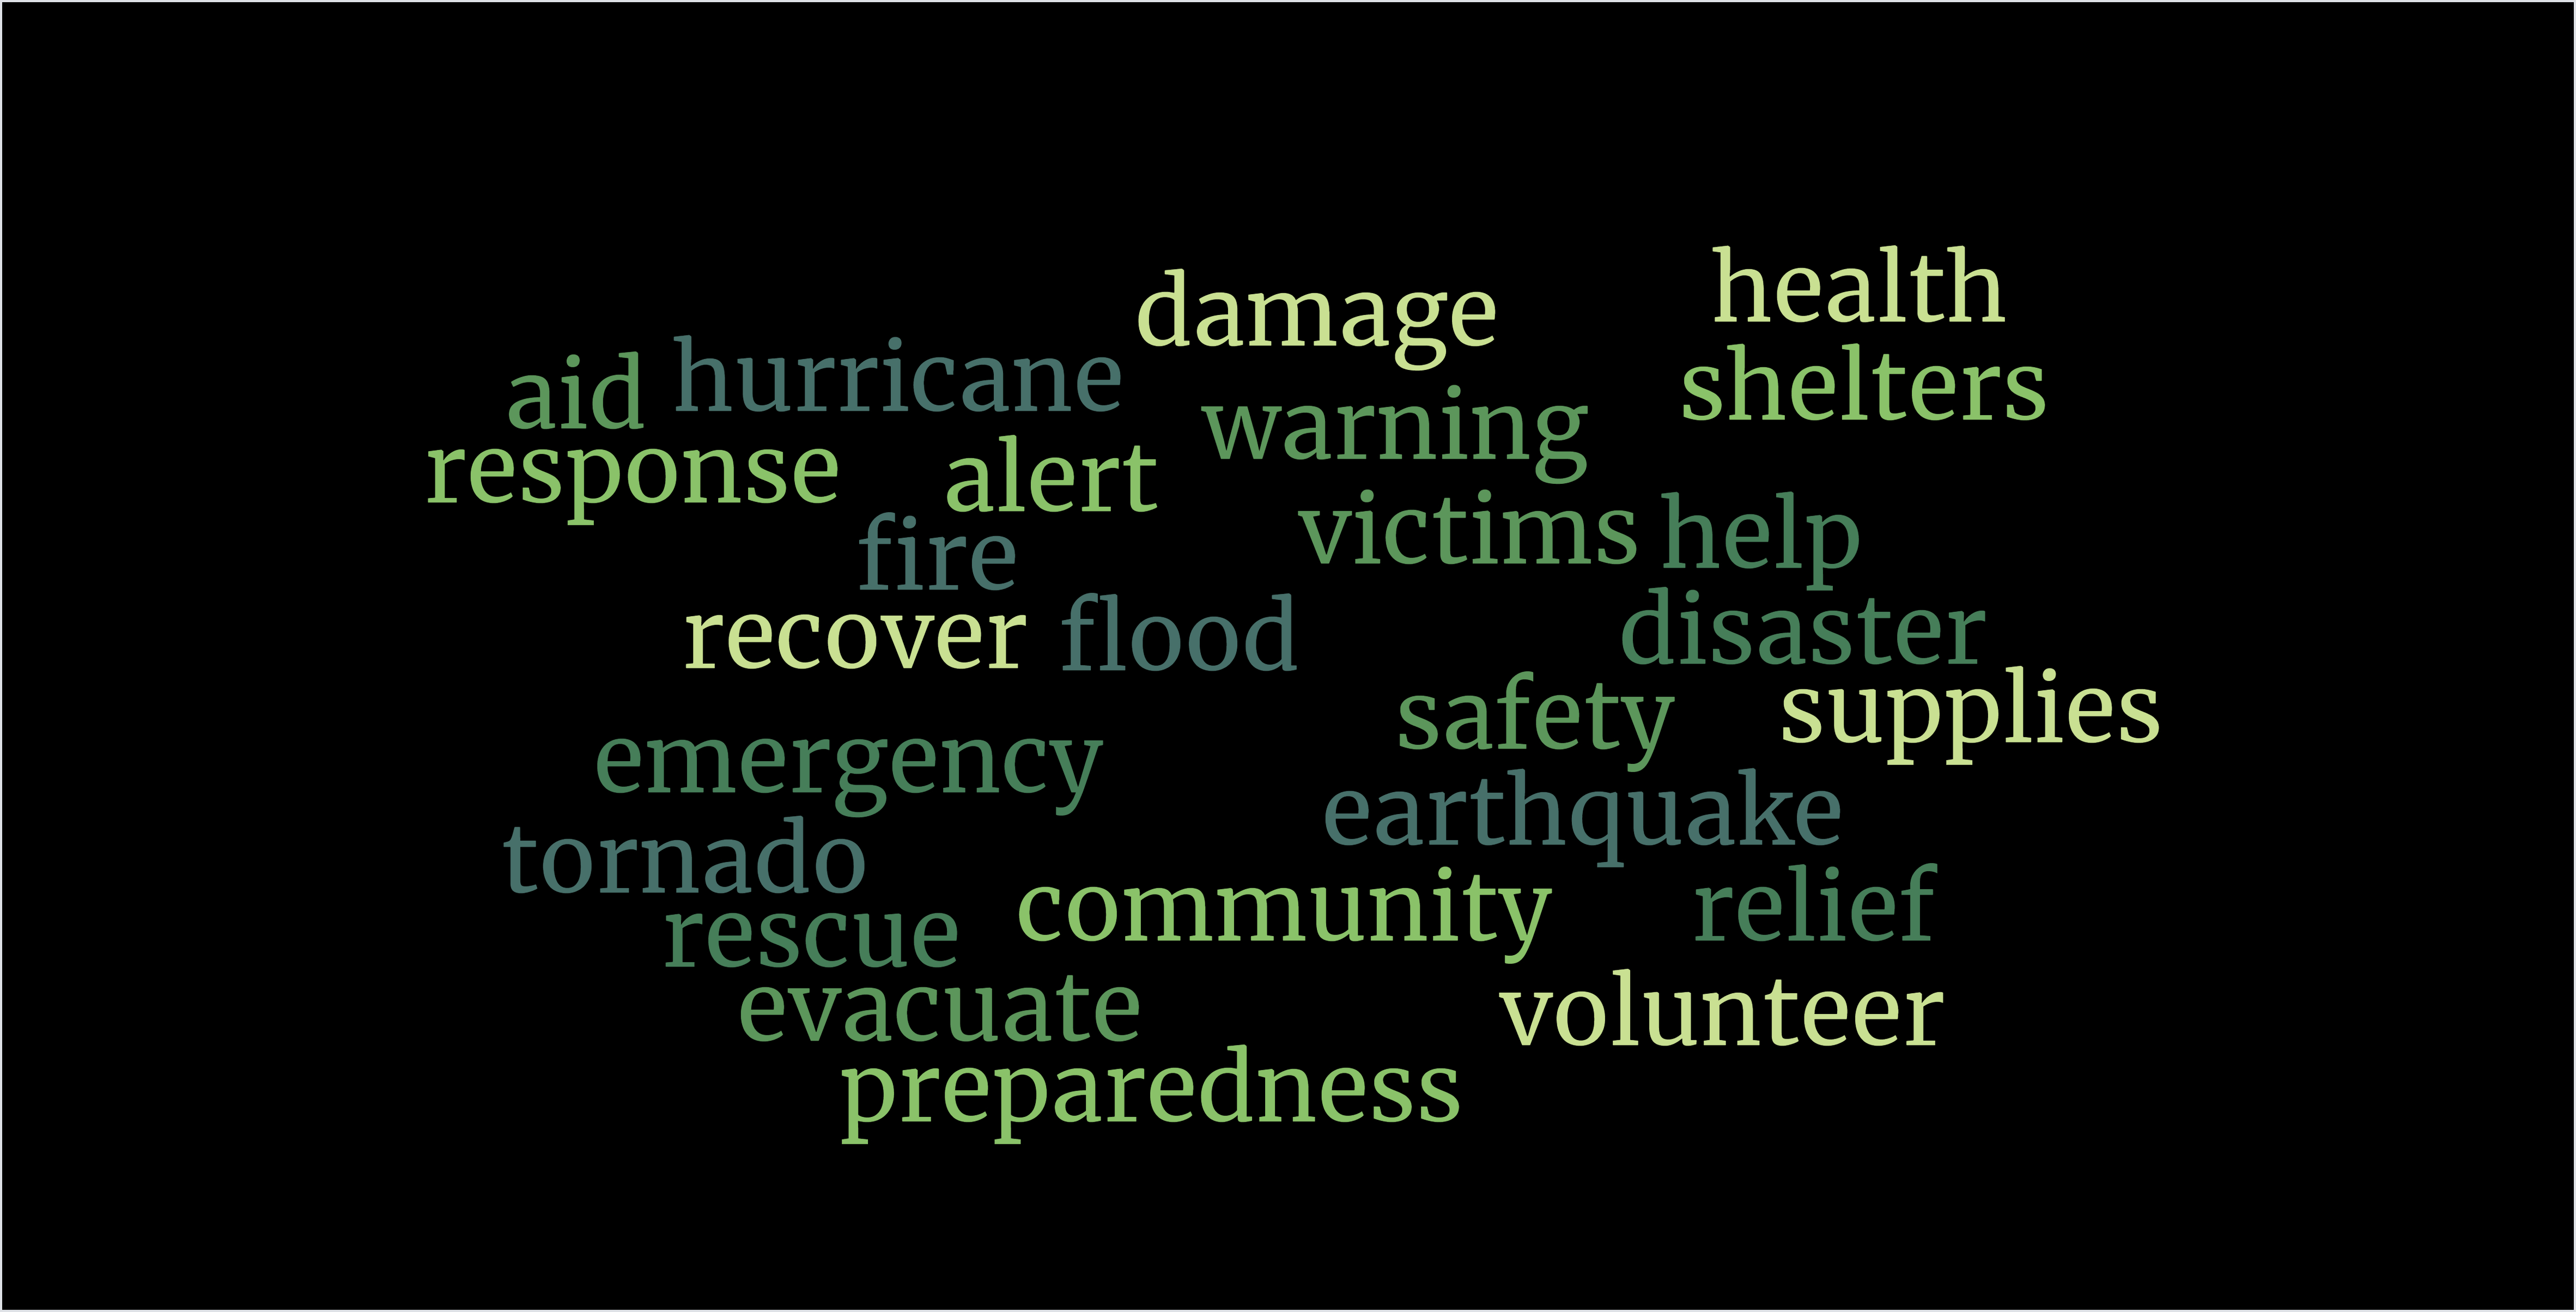 health
damage
hurricane
shelters
aid
warning
response
alert
victims
help
fire
recover
flood
disaster
safety
supplies
emergency
earthquake
tornado
community
relief
rescue
evacuate
volunteer
preparedness